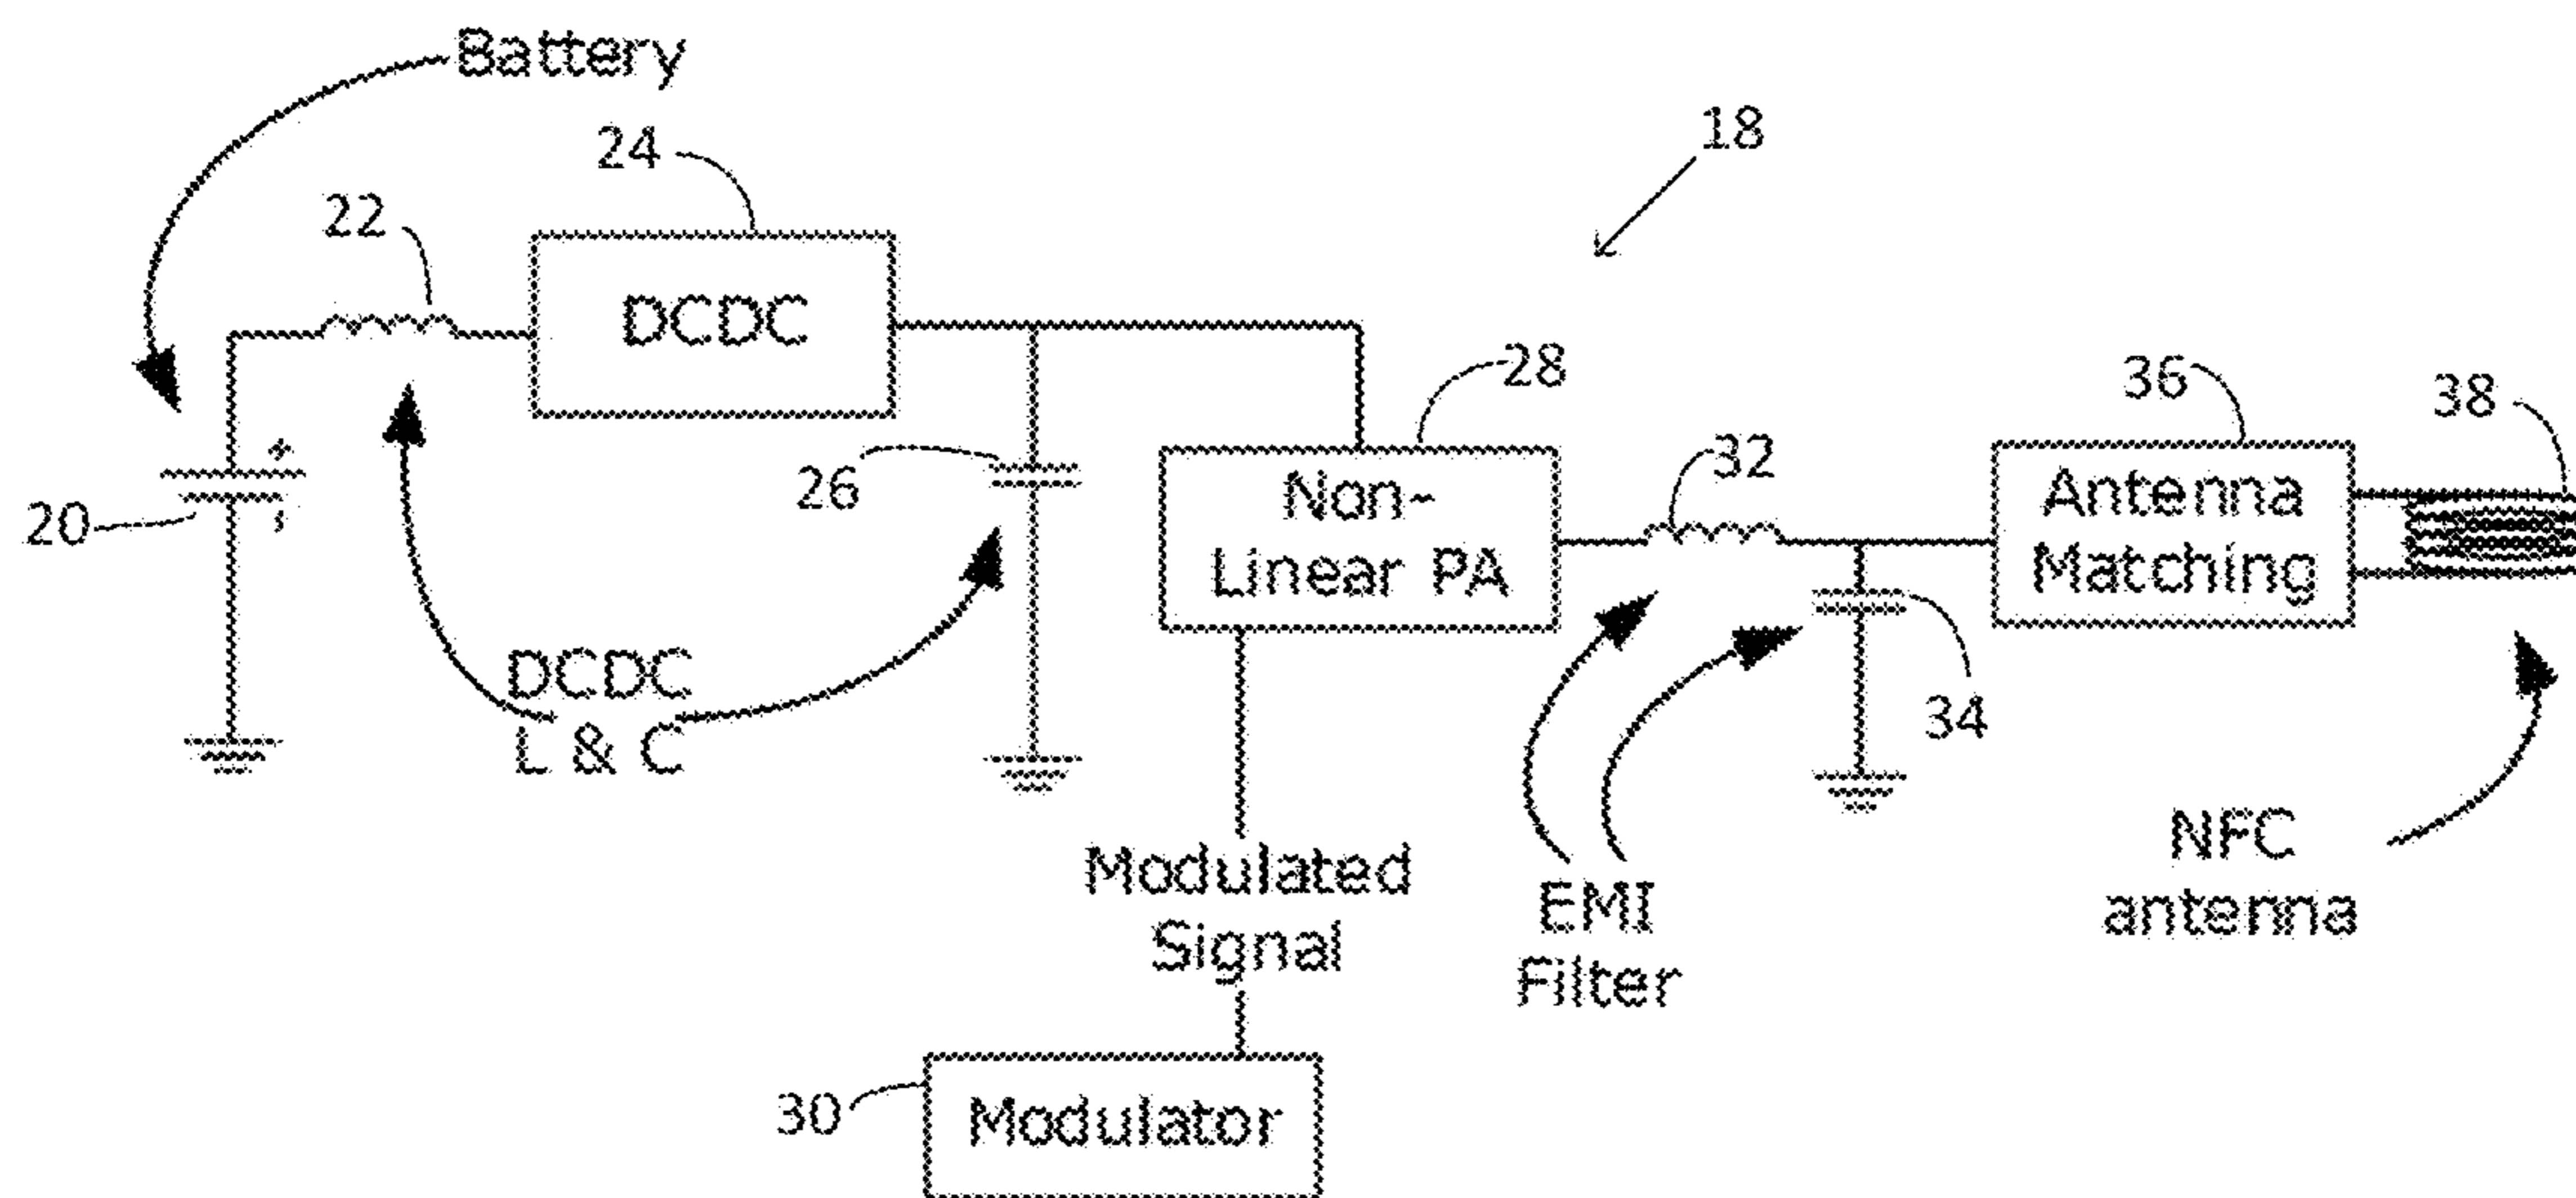 Battery
18
24
22
DCDC
28
36
38
20
+
-
26
32
Non-
Linear PA
Antenna
Matching
34
DCDC
L & C
Modulated
Signal
EMI
Filter
NFC
antenna
30
Modulator